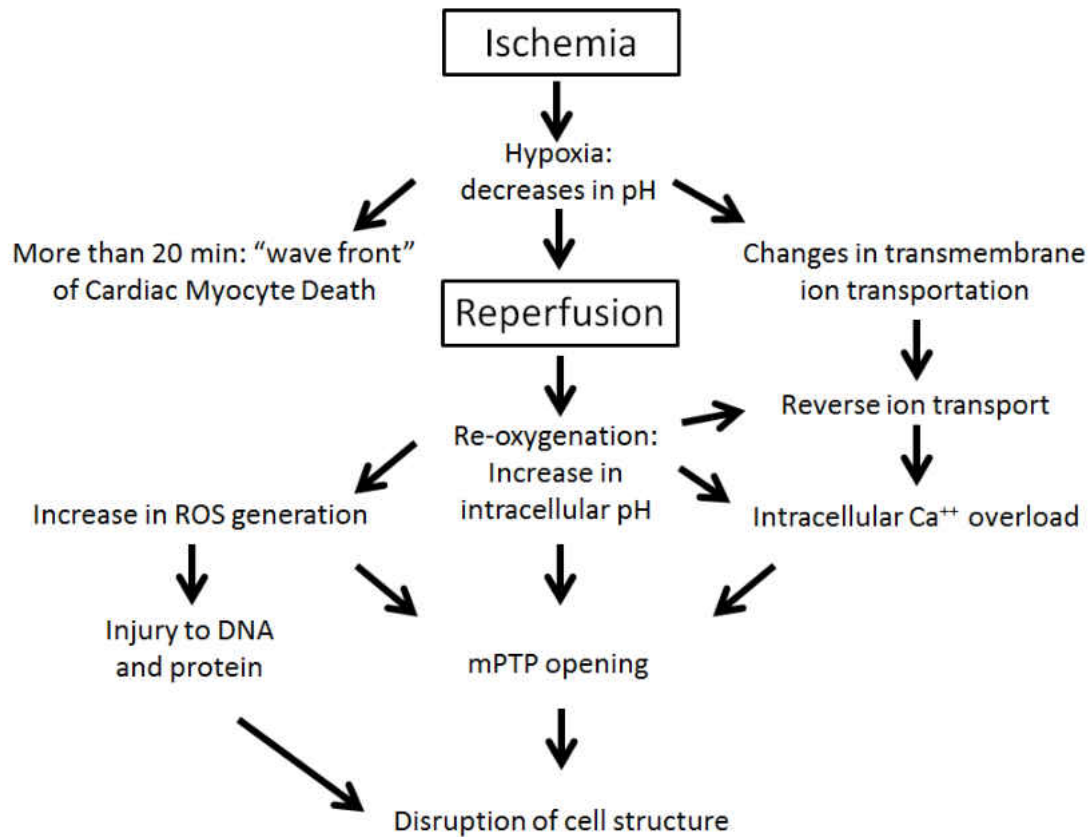 Ischemia
Hypoxia:
decreases in pH
More than 20 min: “wave front”
of Cardiac Myocyte Death
Changes in transmembrane
ion transportation
Reperfusion
Reverse ion transport
Re-oxygenation:
Increase in
intracellular pH
Increase in ROS generation
Intracellular Ca⁺⁺ overload
Injury to DNA
and protein
mPTP opening
Disruption of cell structure